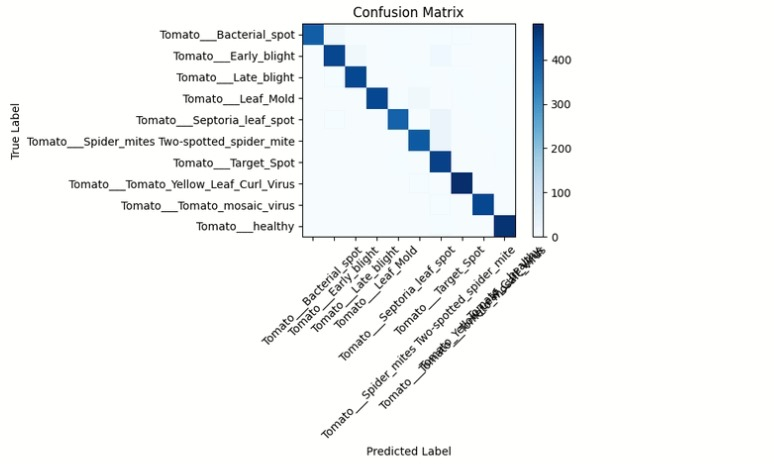 Confusion Matrix
True Label
Tomato___Bacterial_spot
Tomato___Early_blight
Tomato___Late_blight
Tomato___Leaf_Mold
Tomato___Septoria_leaf_spot
Tomato___Spider_mites Two-spotted_spider_mite
Tomato___Target_Spot
Tomato___Tomato_Yellow_Leaf_Curl_Virus
Tomato___Tomato_mosaic_virus
Tomato___healthy
400
300
200
100
0
Tomato___Bacterial_spot
Tomato___Early_blight
Tomato___Late_blight
Tomato___Leaf_Mold
Tomato___Septoria_leaf_spot
Tomato___Spider_mites Two-spotted_spider_mite
Tomato___Target_Spot
Predicted Label